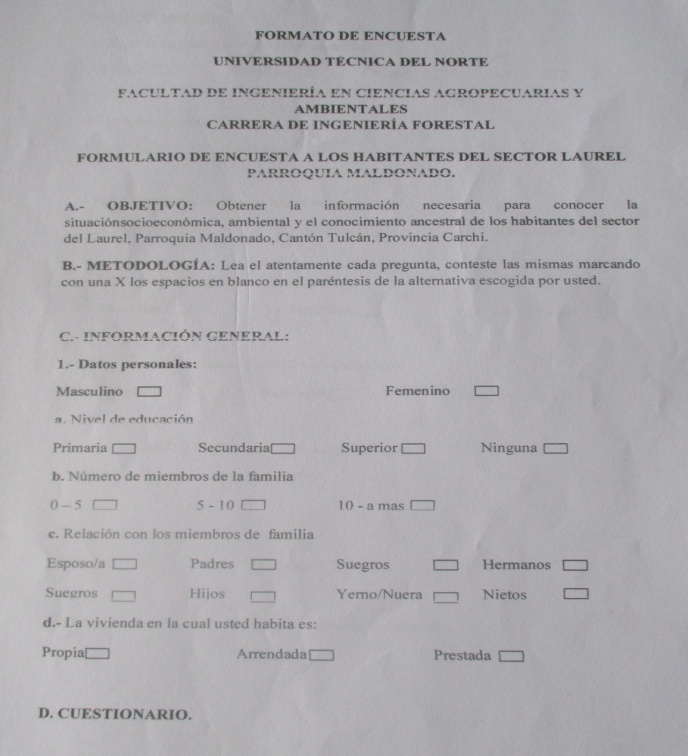 FORMATO DE ENCUESTA
UNIVERSIDAD TECNICA DEL NORTE
FACULTAD DE INGENIERÍA EN CIENCIAS AGROPECUARIAS Y
AMBIENTALES
CARRERA DE INGENIERÍA FORESTAL
FORMULARIO DE ENCUESTA A LOS HABITANTES DEL SECTOR LAUREL
PARROQUIA MALDONADO.
A.- OBJETIVO: Obtener la información necesaria para conocer la
situaciónsocioeconómica, ambiental y el conocimiento ancestral de los habitantes del sector
del Laurel, Parroquia Maldonado, Cantón Tulcán, Provincia Carchi.
B.- METODOLOGÍA: Lea el atentamente cada pregunta, conteste las mismas marcando
con una X los espacios en blanco en el paréntesis de la alternativa escogida por usted.
C.- INFORMACIÓN GENERAL:
1.- Datos personales:
Masculino Femenino
a. Nivel de educación
Primaria Secundaria Superior Ninguna
b. Número de miembros de la familia
0 – 5 5 - 10 10 - a mas
c. Relación con los miembros de familia
Esposo/a Padres Suegros Hermanos
Suegros Hijos Yerno/Nuera Nietos
d.- La vivienda en la cual usted habita es:
Propia Arrendada Prestada
D. CUESTIONARIO.